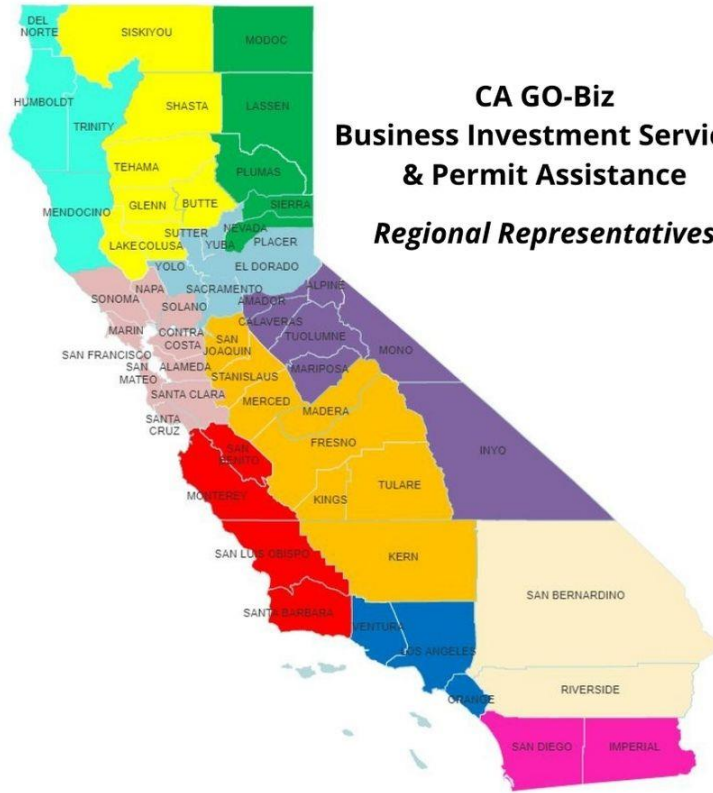 DEL
NORTE
SISKIYOU
MODOC
CA GO-Biz
Business Investment Servic
& Permit Assistance
Regional Representatives
HUMBOLDT
TRINITY
SHASTA
LASSEN
TEHAMA
PLUMAS
MENDOCINO
GLENN
BUTTE
SIERRA
LAKE
COLUSA
SUTTER
YUBA
NEVADA
PLACER
YOLO
EL DORADO
SONOMA
NAPA
SACRAMENTO
ALPINE
SOLANO
AMADOR
MARIN
CONTRA
COSTA
CALAVERAS
SAN FRANCISCO
SAN
JOAQUIN
TUOLUMNE
MONO
SAN
MATEO
ALAMEDA
STANISLAUS
MARIPOSA
SANTA CLARA
MERCED
MADERA
SANTA
CRUZ
FRESNO
SAN
BENITO
INYO
MONTEREY
KINGS
TULARE
SAN LUIS OBISPO
KERN
SAN BERNARDINO
SANTA BARBARA
VENTURA
LOS ANGELES
ORANGE
RIVERSIDE
SAN DIEGO
IMPERIAL